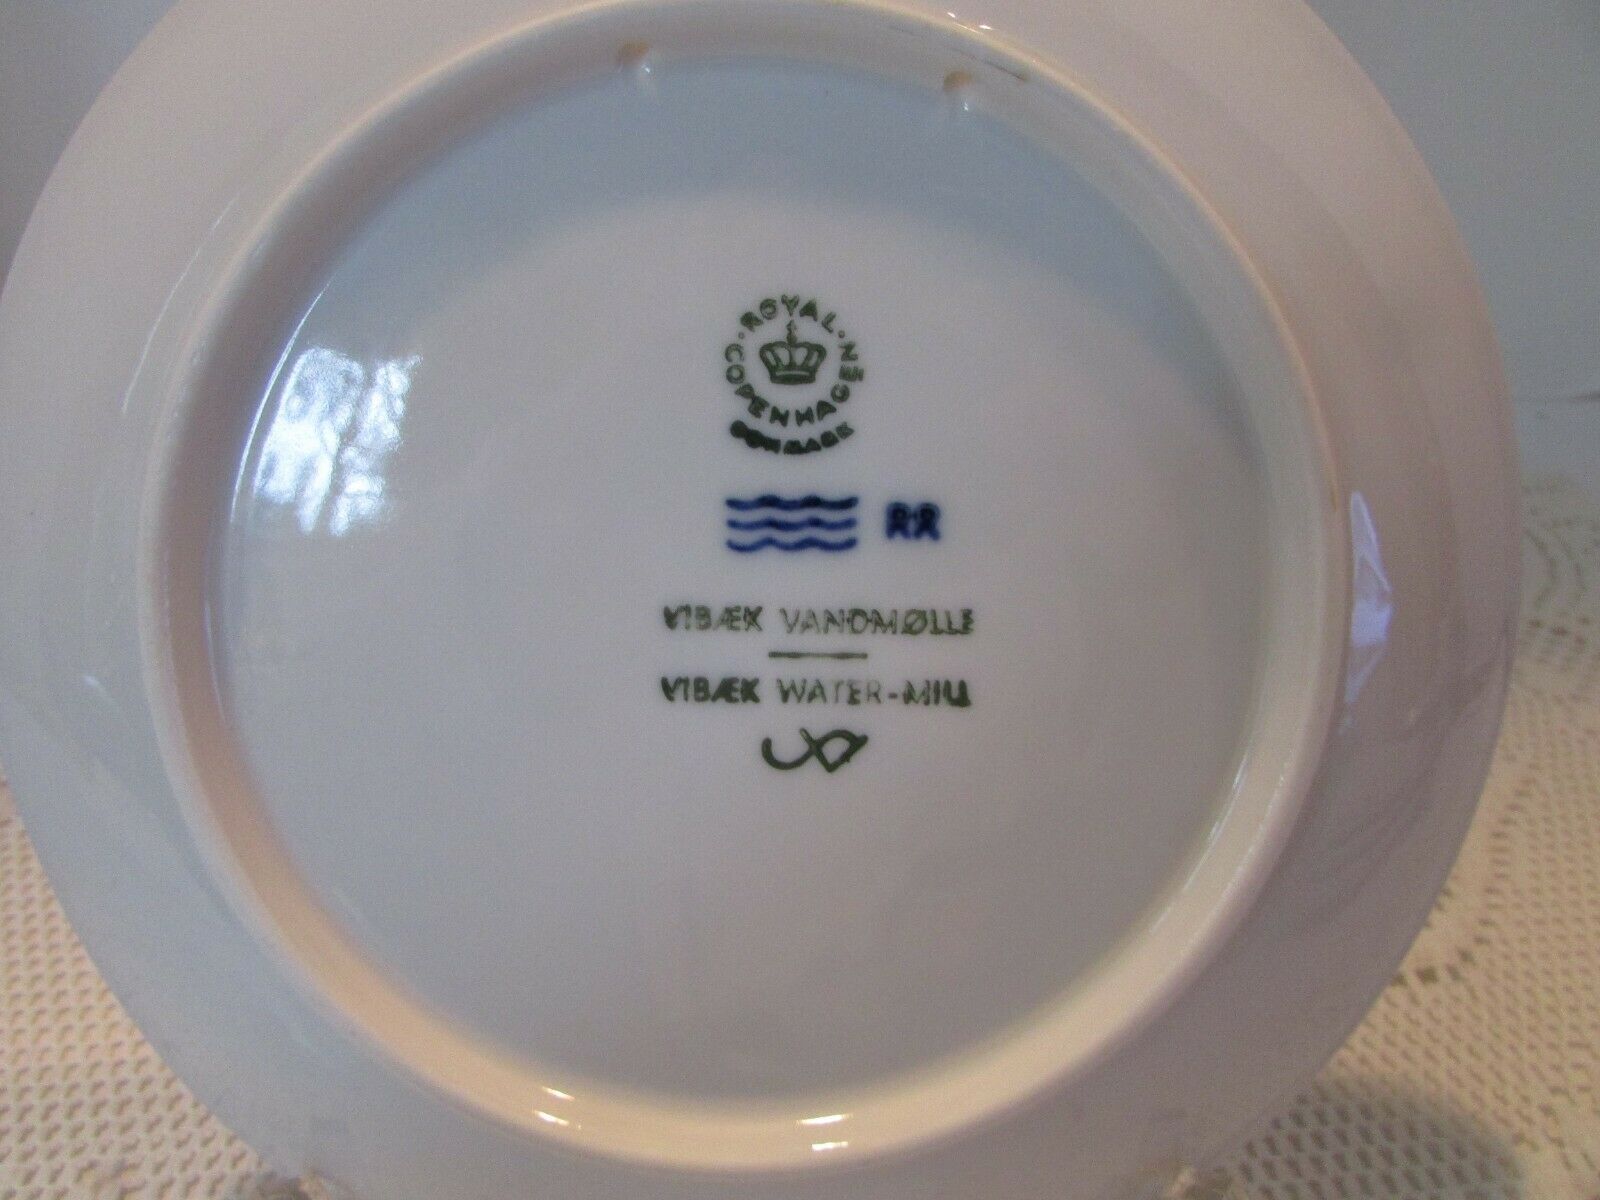 ROYAL
COPENHAGEN
DENMARK
RR
VIBÆK VANDMØLLE
VIBÆK WATER-MILL